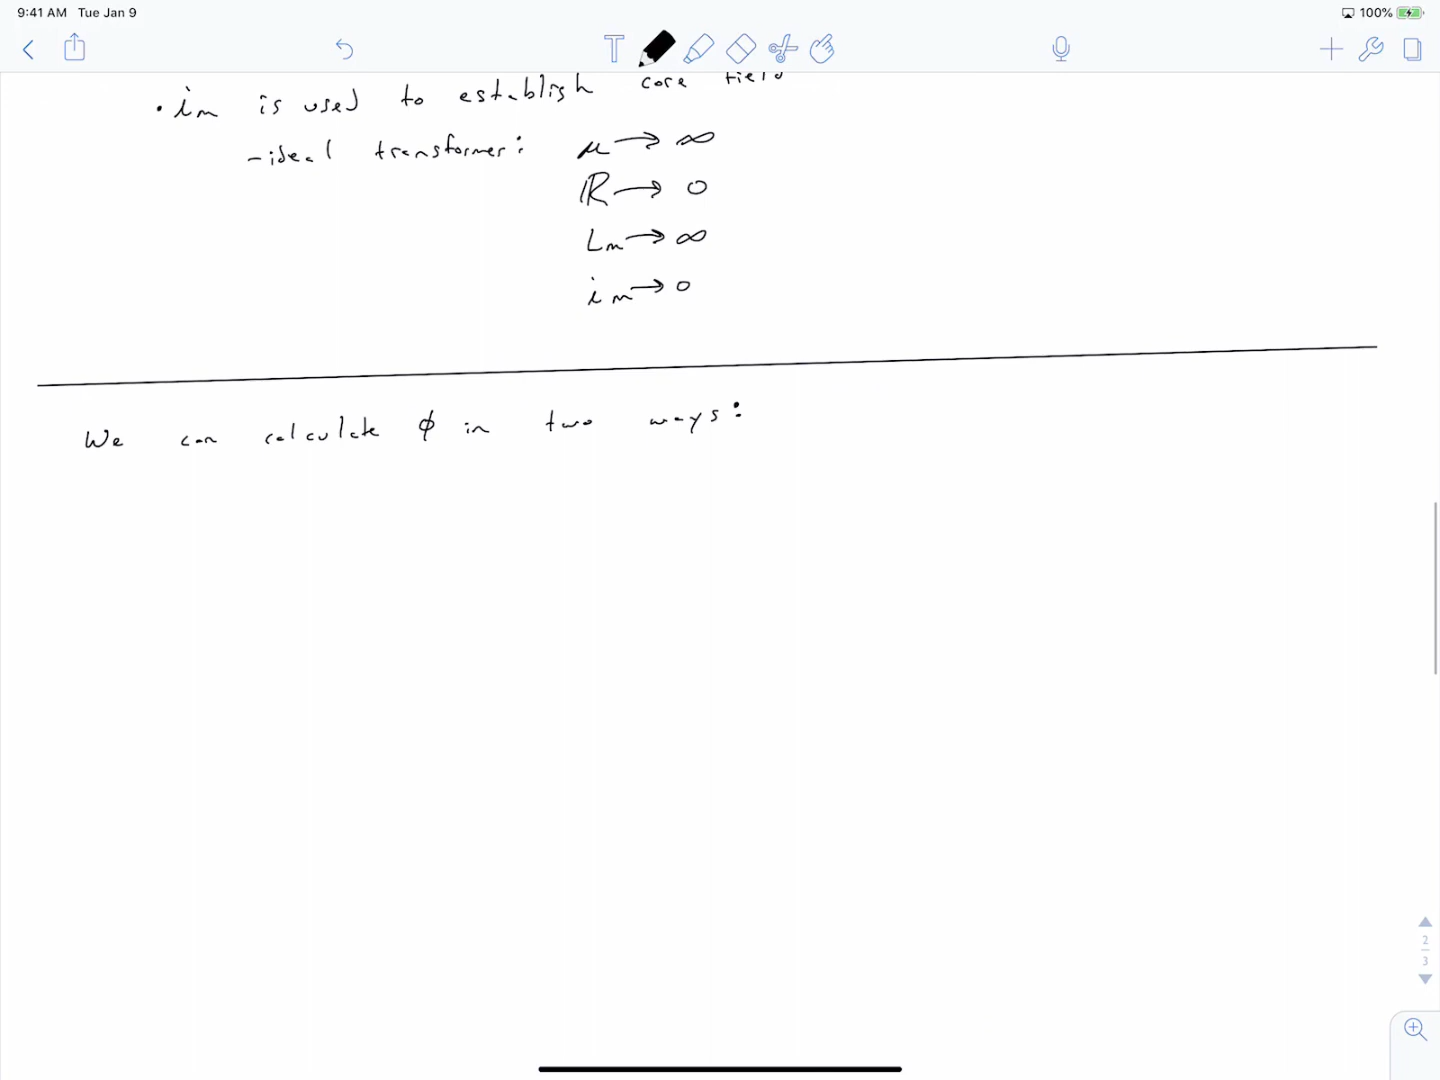 9:41 AM Tue Jan 9
100%
T
• im is used to establish core field
- ideal transformer: μ → ∞
ℝ → 0
Lm → ∞
im → 0
We can calculate ϕ in two ways:
2
3